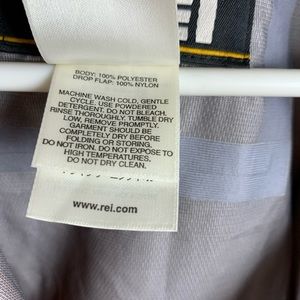 REI
BODY: 100% POLYESTER
DROP FLAP: 100% NYLON
MACHINE WASH COLD, GENTLE
CYCLE. USE POWDERED
DETERGENT. DO NOT BLEACH.
RINSE THOROUGHLY. TUMBLE DRY
LOW, REMOVE PROMPTLY.
GARMENT SHOULD BE
COMPLETELY DRY BEFORE
FOLDING OR STORING.
DO NOT IRON. DO NOT EXPOSE TO
HIGH TEMPERATURES,
DO NOT DRY CLEAN.
www.rei.com